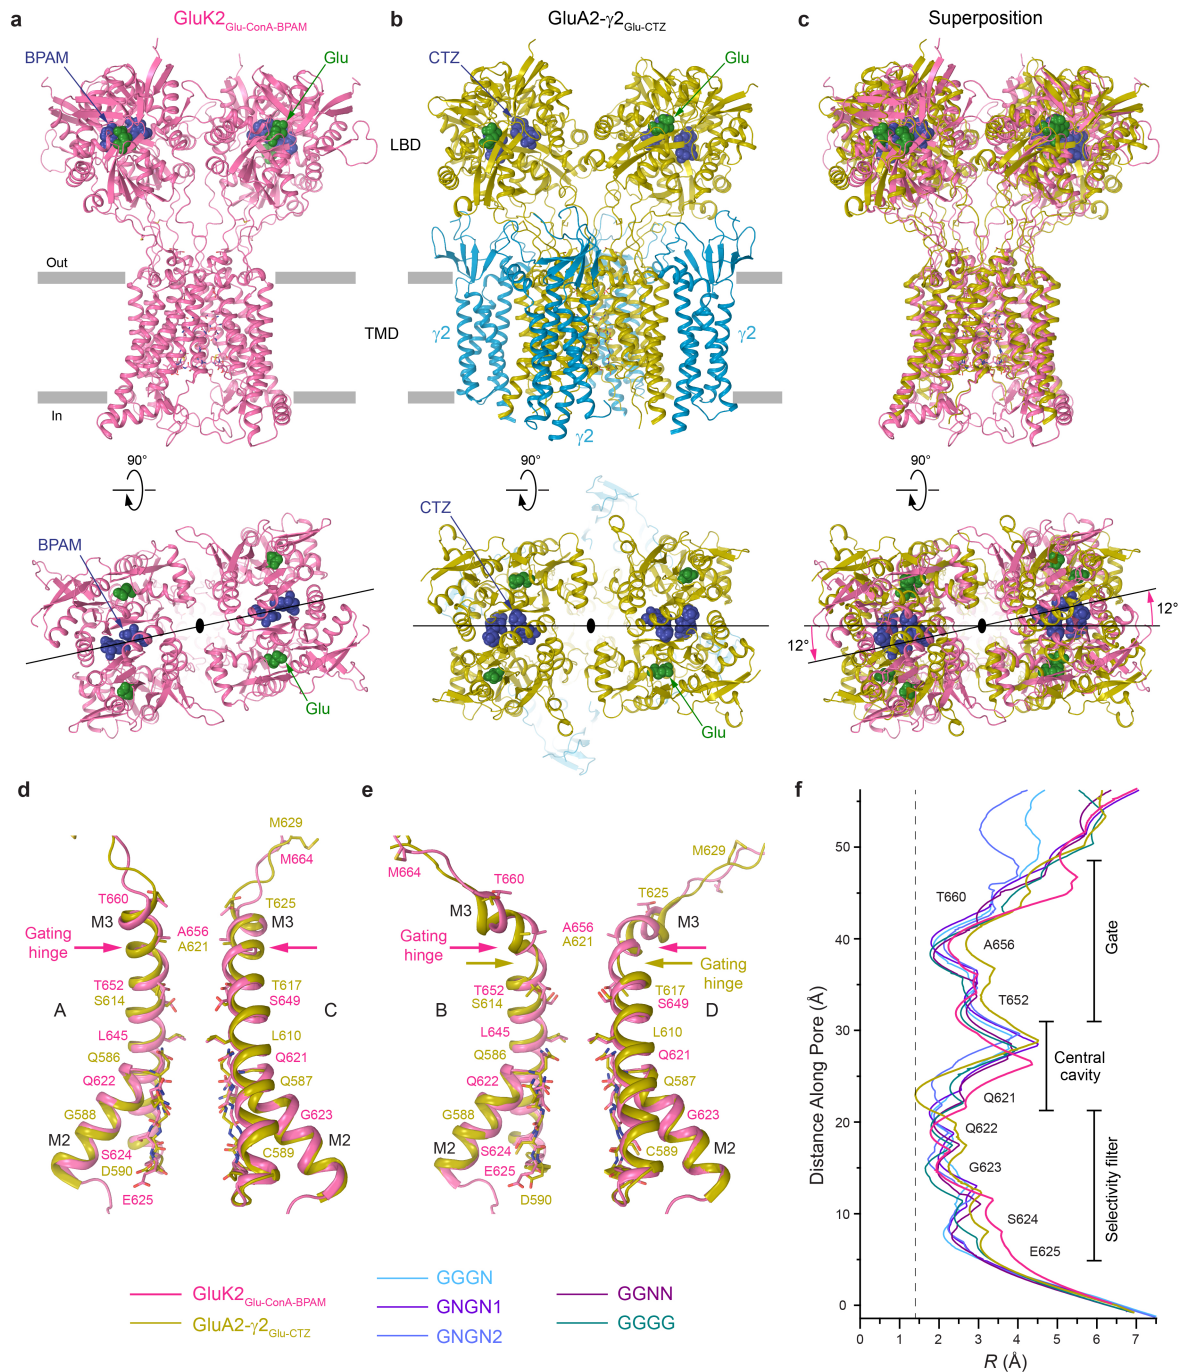 a
GluK2Glu-ConA-BPAM
BPAM
Glu
b
GluA2-γ2Glu-CTZ
CTZ
Glu
c
Superposition
LBD
Out
TMD
γ2
γ2
γ2
In
90°
90°
90°
BPAM
Glu
CTZ
Glu
12°
12°
d
M629
M664
T660
T625
M3
M3
A656
A621
Gating
hinge
T652
S614
T617
S649
A
C
L645
L610
Q586
Q621
Q622
Q587
G588
G623
M2
M2
S624
C589
D590
E625
e
M629
M664
T660
T625
M3
M3
A656
A621
Gating
hinge
Gating
hinge
T652
S614
T617
S649
B
D
L645
L610
Q586
Q621
Q622
Q587
G588
G623
M2
M2
S624
C589
E625
D590
f
Distance Along Pore (Å)
50
40
30
20
10
0
T660
A656
T652
Q621
Q622
G623
S624
E625
Gate
Central
cavity
Selectivity filter
0 1 2 3 4 5 6 7
R (Å)
GluK2Glu-ConA-BPAM
GluA2-γ2Glu-CTZ
GGGN
GNGN1
GNGN2
GGNN
GGGG